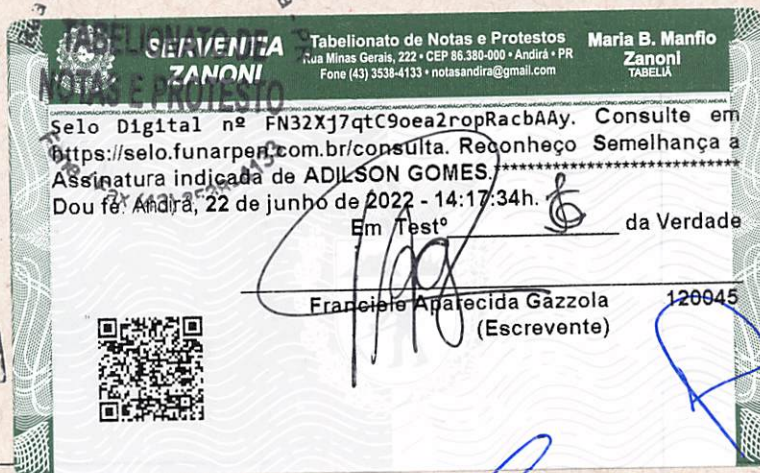 TABELIONATO DE
NOTAS E PROTESTO
SERVENTIA
ZANONI
Tabelionato de Notas e Protestos
Rua Minas Gerais, 222 • CEP 86.380-000 • Andirá • PR
Fone (43) 3538-4133 • notasandira@gmail.com
Maria B. Manfio
Zanoni
TABELIÃ
Selo Digital nº FN32Xj7qtC9oea2ropRacbAAy. Consulte em
https://selo.funarpen.com.br/consulta. Reconheço Semelhança a
Assinatura indicada de ADILSON GOMES.******************************
Dou fé. Andirá, 22 de junho de 2022 - 14:17:34h.
Em Testº da Verdade
Franciele Aparecida Gazzola 120045
(Escrevente)